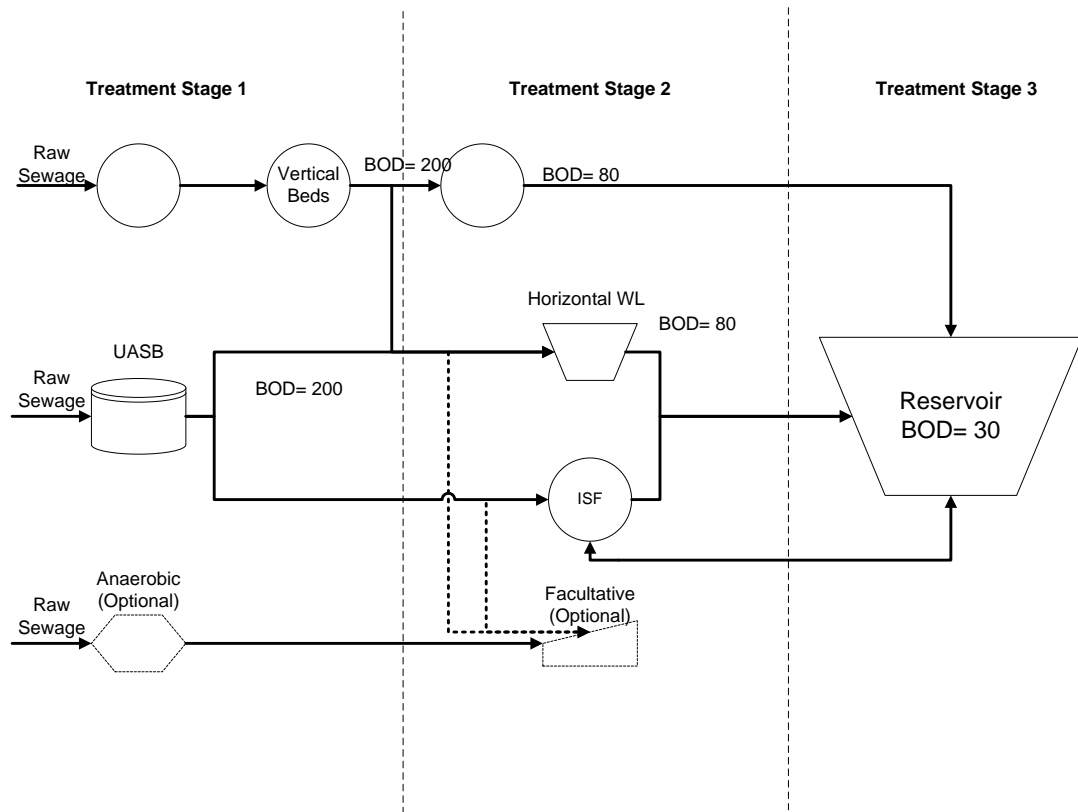 Treatment Stage 1
Treatment Stage 2
Treatment Stage 3
Raw
Sewage
Vertical
Beds
BOD= 200
BOD= 80
Horizontal WL
BOD= 80
UASB
Raw
Sewage
BOD= 200
Reservoir
BOD= 30
ISF
Anaerobic
(Optional)
Raw
Sewage
Facultative
(Optional)